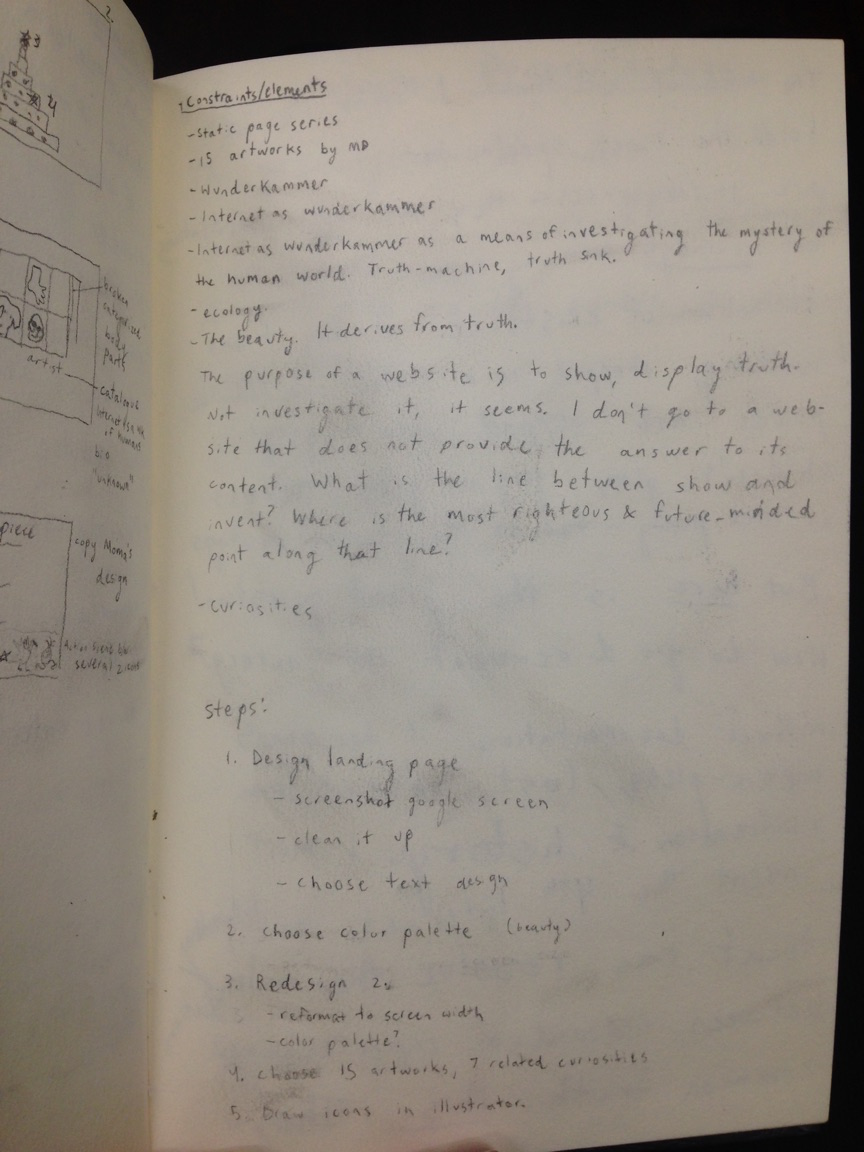 2.
3
4
broken
categorize
body
parts
artist
catalogue
of humans
bio
"unknown"
piece
copy Moma's
design
several
Constraints/elements
-static page series
-15 artworks by MD
-Wunderkammer
-Internet as wunderkammer
-Internet as wunderkammer as a means of investigating the mystery of
the human world. Truth-machine, truth sink.
-ecology.
-The beauty. It derives from truth.
The purpose of a website is to show, display truth.
Not investigate it, it seems. I don't go to a web-
site that does not provide the answer to its
content. What is the line between show and
invent? Where is the most righteous & future-minded
point along that line?
-curiosities
steps:
1. Design landing page
- screenshot google screen
- clean it up
- choose text design
2. choose color palette (beauty)
3. Redesign
- reformat to screen width
- color palette?
4. choose 15 artworks, 7 related curiosities
5. Draw icons in illustrator.